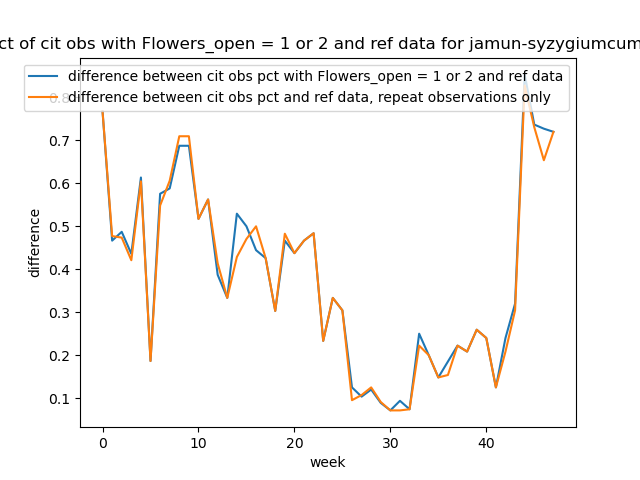 ct of cit obs with Flowers_open = 1 or 2 and ref data for jamun-syzygiumcum
difference between cit obs pct with Flowers_open = 1 or 2 and ref data
difference between cit obs pct and ref data, repeat observations only
0.8
0.7
0.6
0.5
0.4
0.3
0.2
0.1
difference
0 10 20 30 40
week